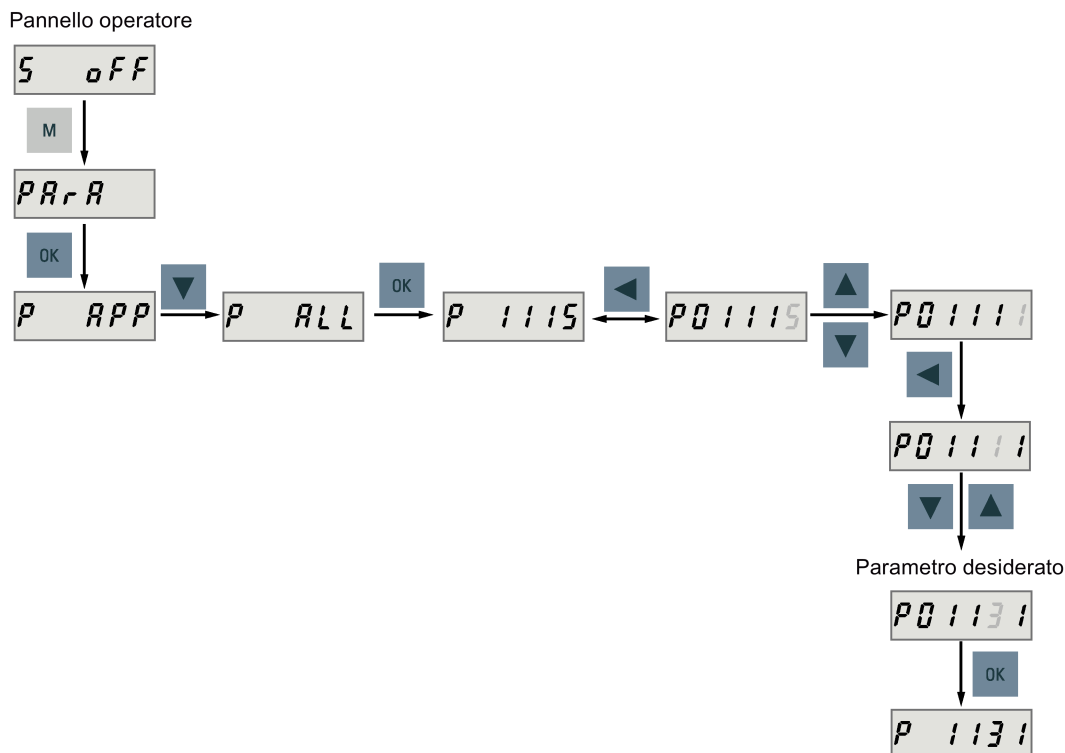 Pannello operatore
S oFF
M
PArA
OK
P APP
P ALL
OK
P 1115
P01115
P01111
P01111
Parametro desiderato
P01131
OK
P 1131